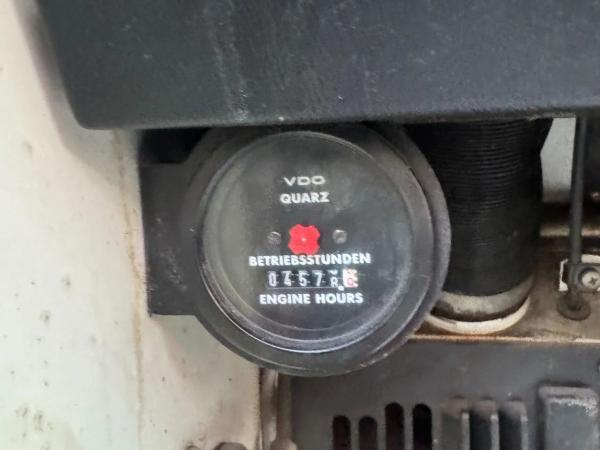 VDO
QUARZ
BETRIEBSSTUNDEN
0457
ENGINE HOURS